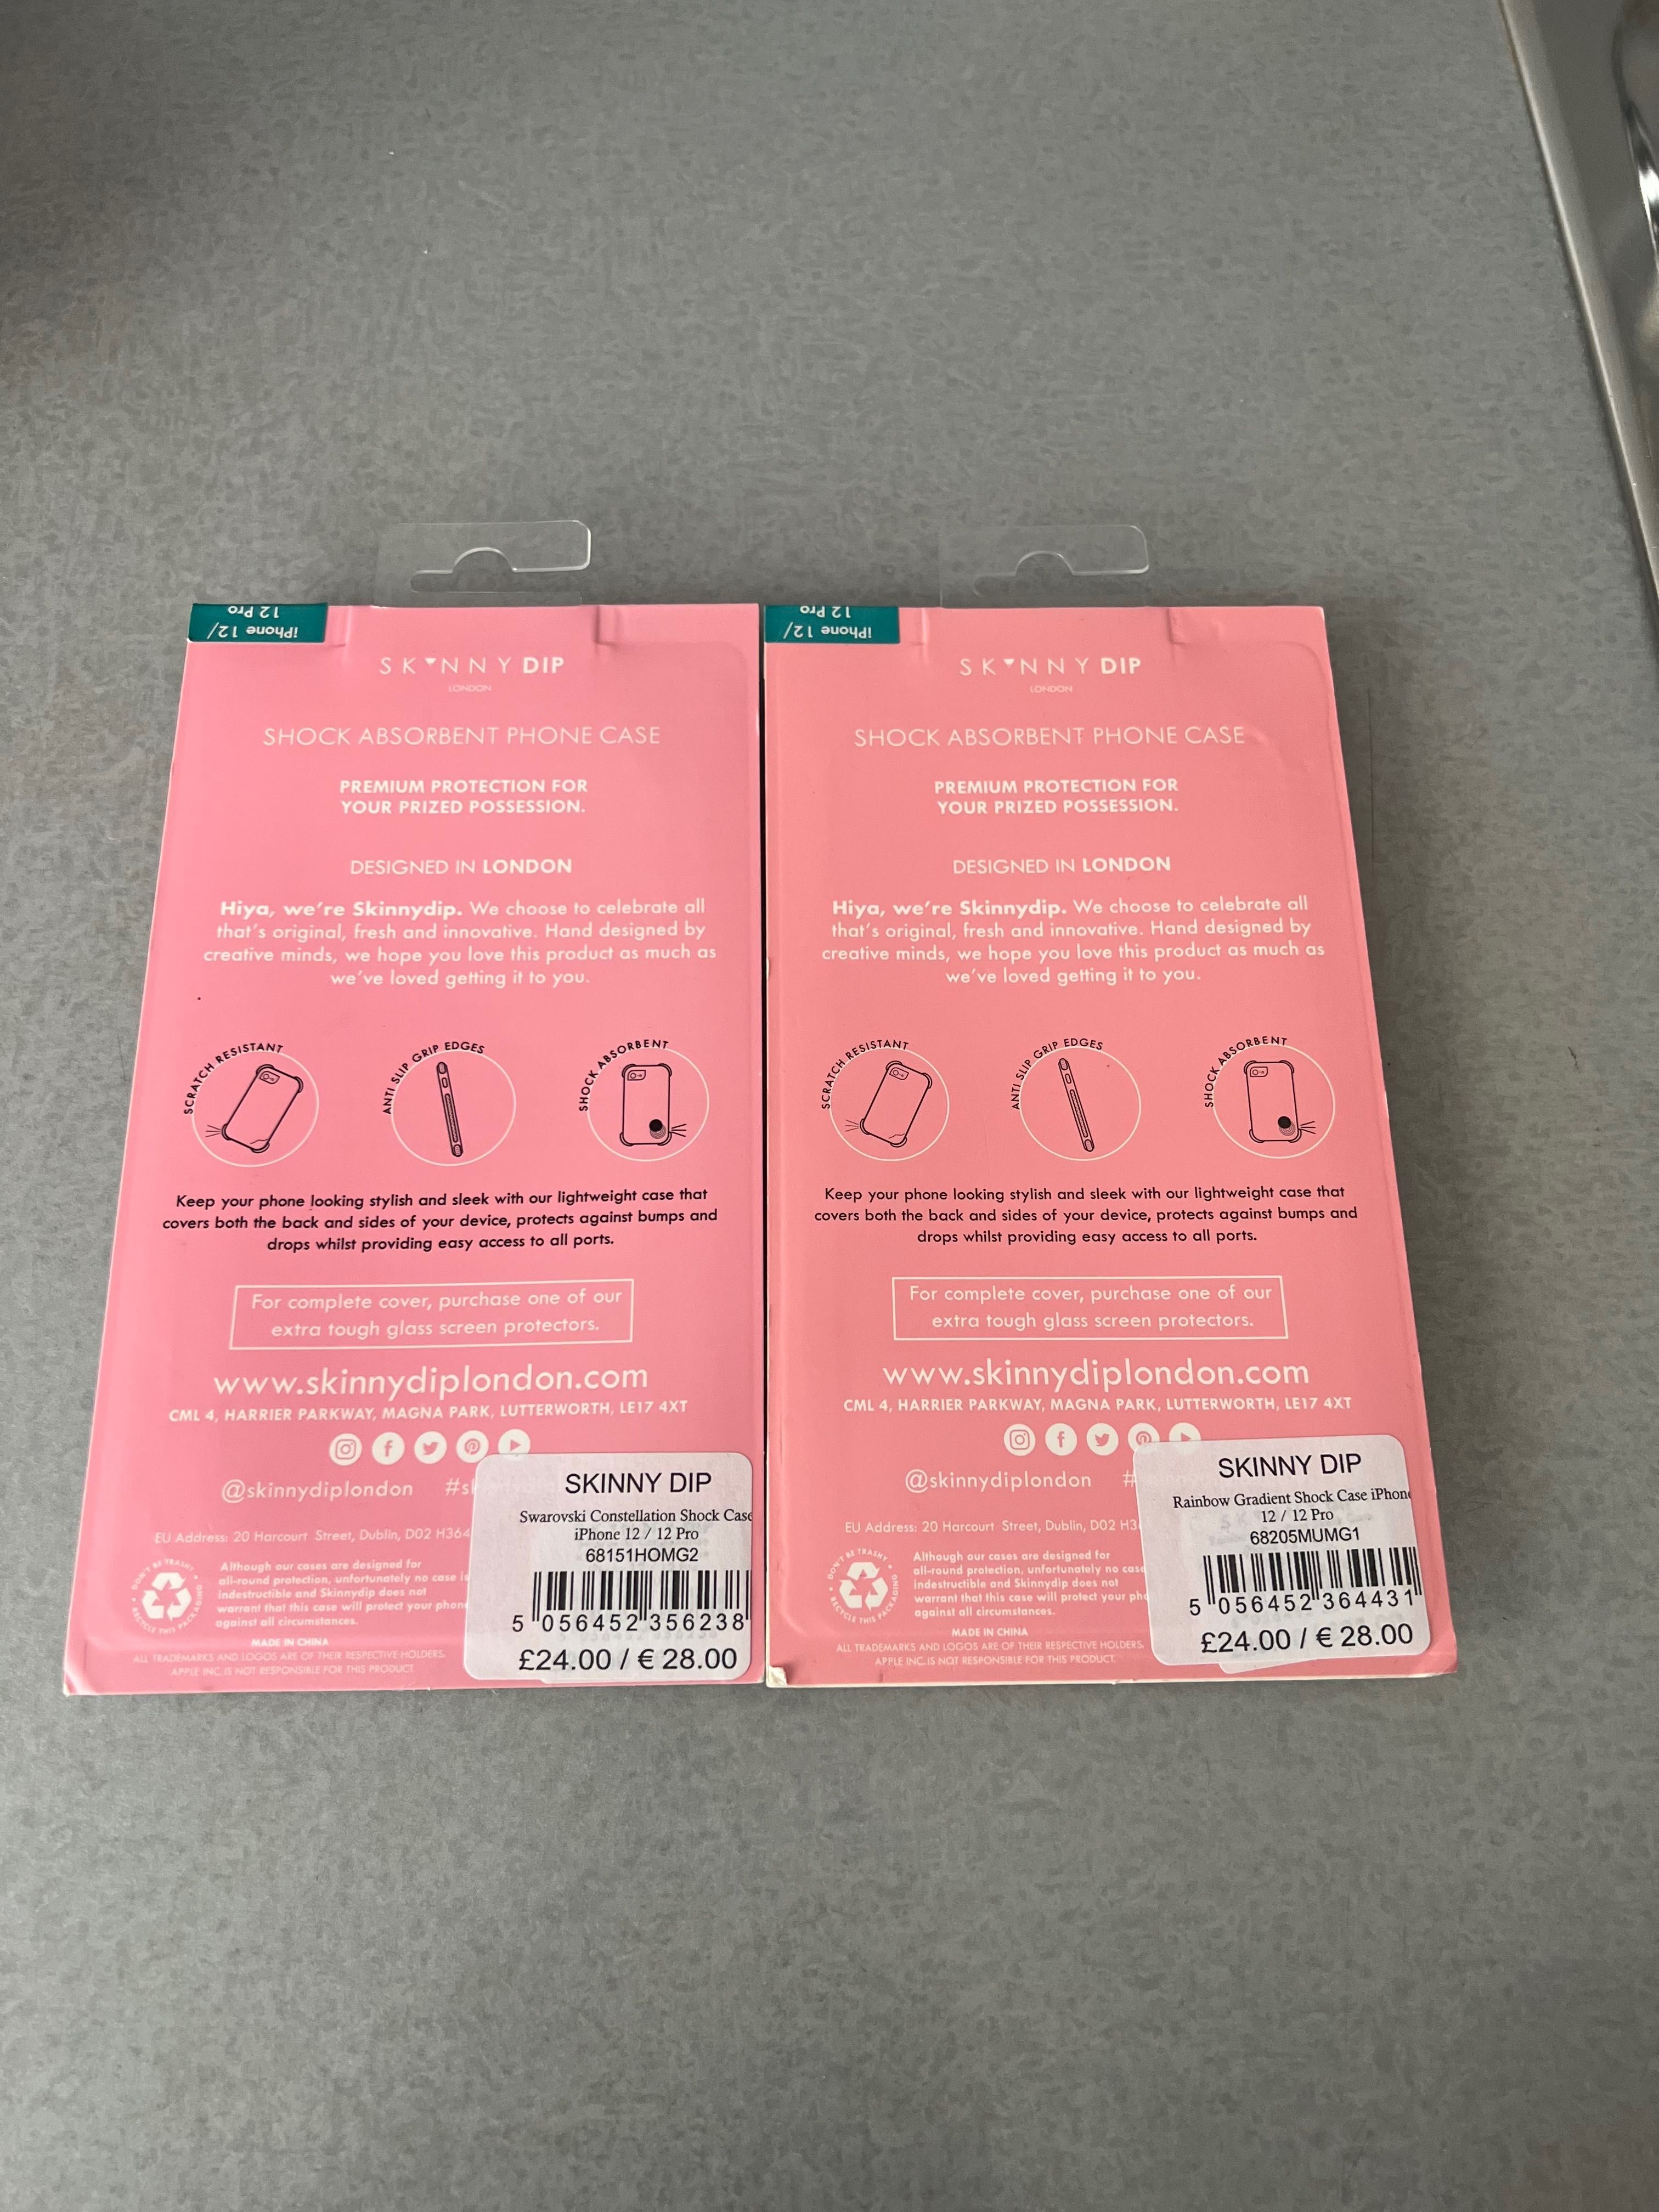 iPhone 12/
12 Pro
SKINNYDIP
LONDON
SHOCK ABSORBENT PHONE CASE
PREMIUM PROTECTION FOR
YOUR PRIZED POSSESSION.
DESIGNED IN LONDON
Hiya, we're Skinnydip. We choose to celebrate all
that's original, fresh and innovative. Hand designed by
creative minds, we hope you love this product as much as
we've loved getting it to you.
SCRATCH RESISTANT
ANTI SLIP GRIP EDGES
SHOCK ABSORBENT
Keep your phone looking stylish and sleek with our lightweight case that
covers both the back and sides of your device, protects against bumps and
drops whilst providing easy access to all ports.
For complete cover, purchase one of our
extra tough glass screen protectors.
www.skinnydiplondon.com
CML 4, HARRIER PARKWAY, MAGNA PARK, LUTTERWORTH, LE17 4XT
@skinnydiplondon
EU Address: 20 Harcourt Street, Dublin, D02 H364
DON'T BE TRASHY
RECYCLE THIS PACKAGING
Although our cases are designed for
all-round protection, unfortunately no case is
indestructible and Skinnydip does not
warrant that this case will protect your phone
against all circumstances.
MADE IN CHINA
ALL TRADEMARKS AND LOGOS ARE OF THEIR RESPECTIVE HOLDERS.
APPLE INC. IS NOT RESPONSIBLE FOR THIS PRODUCT.
SKINNY DIP
Swarovski Constellation Shock Case
iPhone 12 / 12 Pro
68151HOMG2
5 056452 356238
£24.00 / € 28.00
iPhone 12/
12 Pro
SKINNYDIP
LONDON
SHOCK ABSORBENT PHONE CASE
PREMIUM PROTECTION FOR
YOUR PRIZED POSSESSION.
DESIGNED IN LONDON
Hiya, we're Skinnydip. We choose to celebrate all
that's original, fresh and innovative. Hand designed by
creative minds, we hope you love this product as much as
we've loved getting it to you.
SCRATCH RESISTANT
ANTI SLIP GRIP EDGES
SHOCK ABSORBENT
Keep your phone looking stylish and sleek with our lightweight case that
covers both the back and sides of your device, protects against bumps and
drops whilst providing easy access to all ports.
For complete cover, purchase one of our
extra tough glass screen protectors.
www.skinnydiplondon.com
CML 4, HARRIER PARKWAY, MAGNA PARK, LUTTERWORTH, LE17 4XT
@skinnydiplondon
EU Address: 20 Harcourt Street, Dublin, D02
DON'T BE TRASHY
RECYCLE THIS PACKAGING
Although our cases are designed for
all-round protection, unfortunately no case
indestructible and Skinnydip does not
warrant that this case will protect your
against all circumstances.
MADE IN CHINA
ALL TRADEMARKS AND LOGOS ARE OF THEIR RESPECTIVE HOLDERS.
APPLE INC. IS NOT RESPONSIBLE FOR THIS PRODUCT.
SKINNY DIP
Rainbow Gradient Shock Case iPhone
12 / 12 Pro
68205MUMG1
5 056452 364431
£24.00 / € 28.00